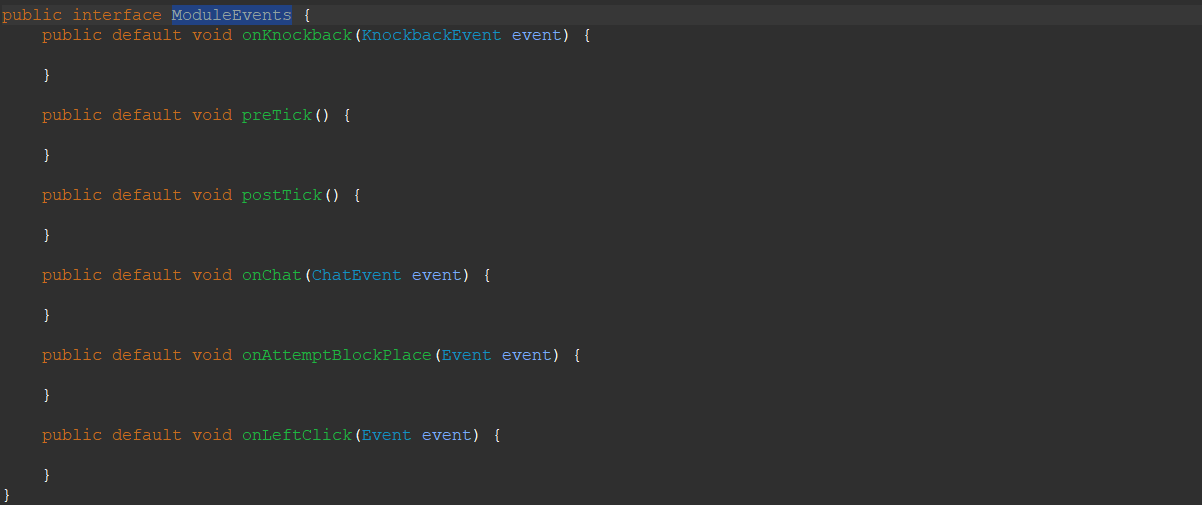 public interface ModuleEvents {
    public default void onKnockback(KnockbackEvent event) {

    }

    public default void preTick() {

    }

    public default void postTick() {

    }

    public default void onChat(ChatEvent event) {

    }

    public default void onAttemptBlockPlace(Event event) {

    }

    public default void onLeftClick(Event event) {

    }
}